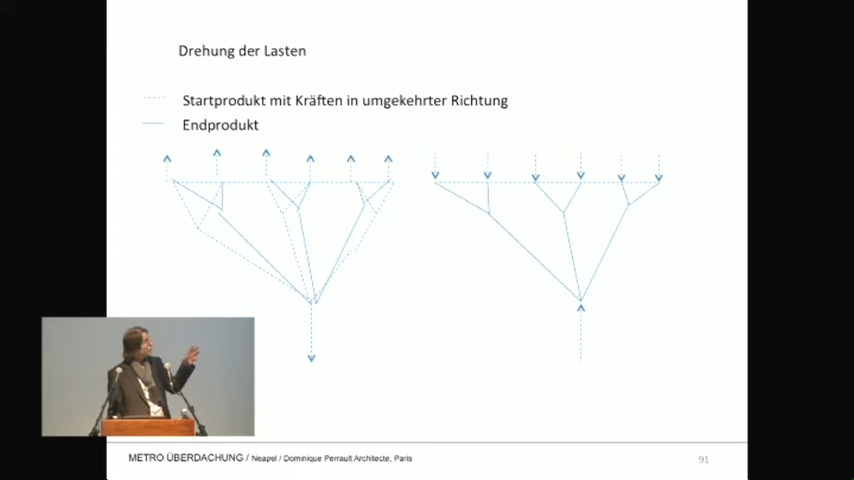 Drehung der Lasten
Startprodukt mit Kräften in umgekehrter Richtung
Endprodukt
METRO ÜBERDACHUNG / Neapel / Dominique Perrault Architecte, Paris
91